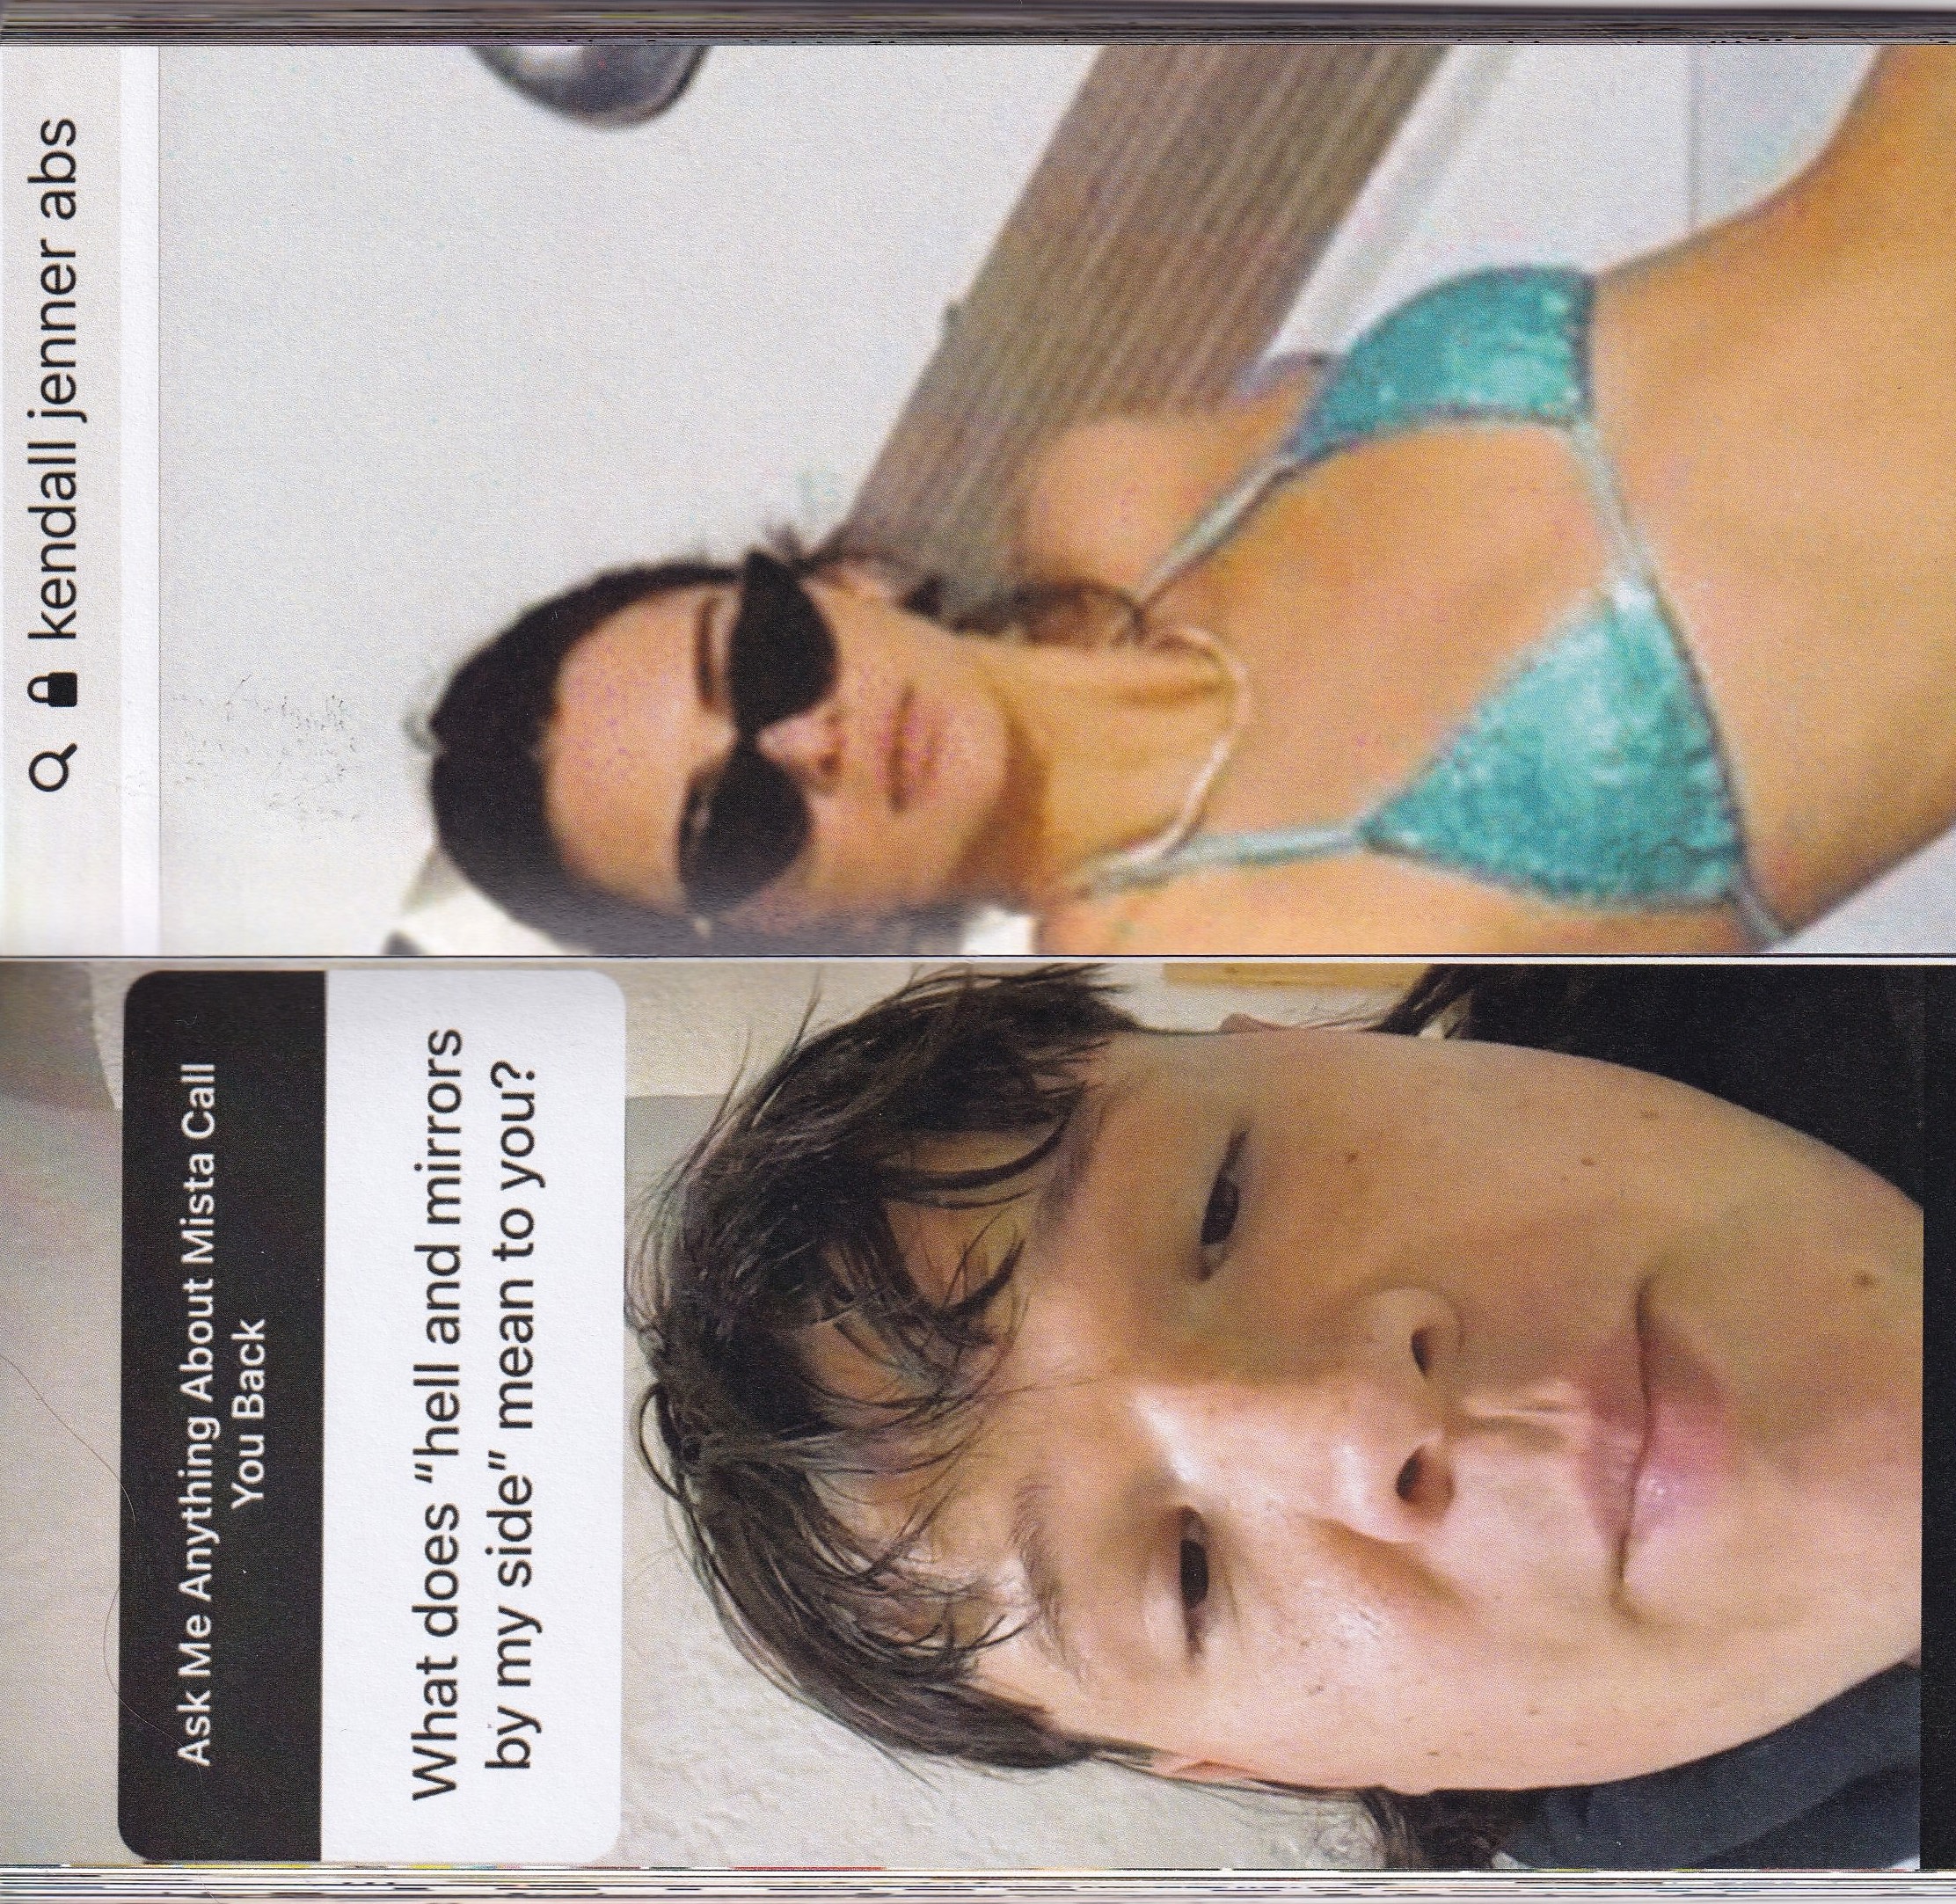 Ask Me Anything About Mista Call
You Back
What does “hell and mirrors
by my side” mean to you?
kendall jenner abs